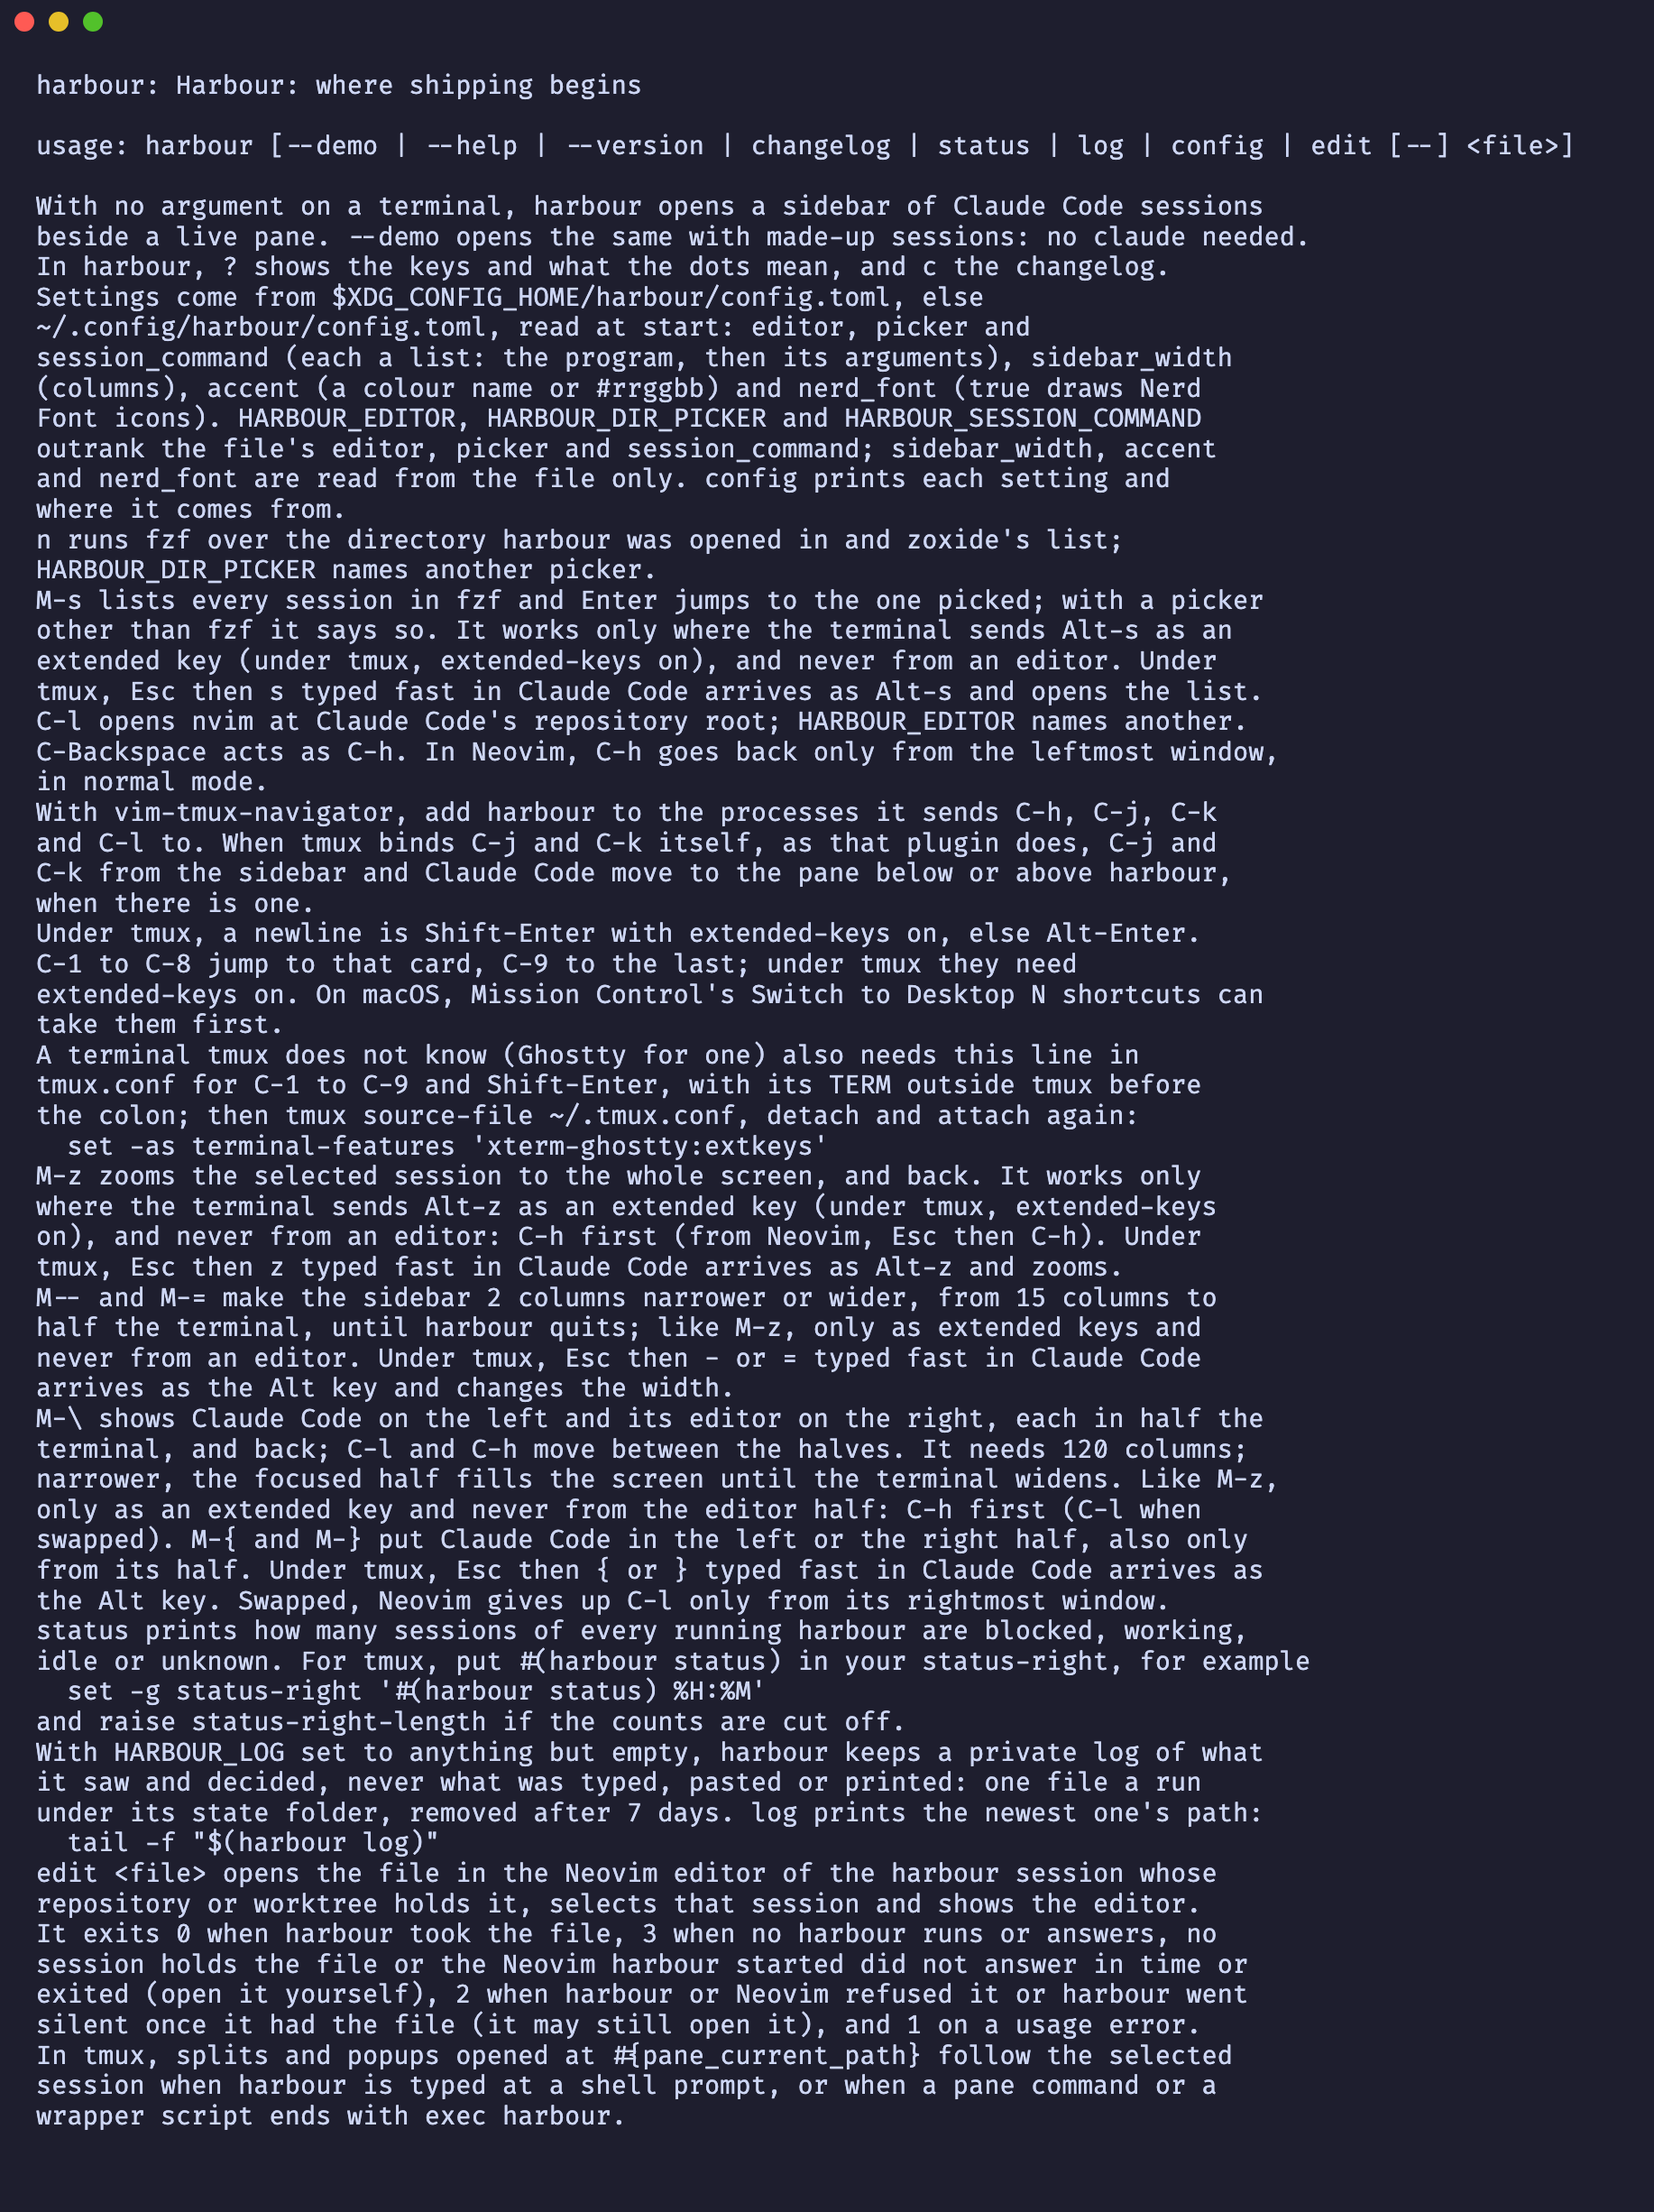 harbour: Harbour: where shipping begins

usage: harbour [--demo | --help | --version | changelog | status | log | config | edit [--] <file>]

With no argument on a terminal, harbour opens a sidebar of Claude Code sessions
beside a live pane. --demo opens the same with made-up sessions: no claude needed.
In harbour, ? shows the keys and what the dots mean, and c the changelog.
Settings come from $XDG_CONFIG_HOME/harbour/config.toml, else
~/.config/harbour/config.toml, read at start: editor, picker and
session_command (each a list: the program, then its arguments), sidebar_width
(columns), accent (a colour name or #rrggbb) and nerd_font (true draws Nerd
Font icons). HARBOUR_EDITOR, HARBOUR_DIR_PICKER and HARBOUR_SESSION_COMMAND
outrank the file's editor, picker and session_command; sidebar_width, accent
and nerd_font are read from the file only. config prints each setting and
where it comes from.
n runs fzf over the directory harbour was opened in and zoxide's list;
HARBOUR_DIR_PICKER names another picker.
M-s lists every session in fzf and Enter jumps to the one picked; with a picker
other than fzf it says so. It works only where the terminal sends Alt-s as an
extended key (under tmux, extended-keys on), and never from an editor. Under
tmux, Esc then s typed fast in Claude Code arrives as Alt-s and opens the list.
C-l opens nvim at Claude Code's repository root; HARBOUR_EDITOR names another.
C-Backspace acts as C-h. In Neovim, C-h goes back only from the leftmost window,
in normal mode.
With vim-tmux-navigator, add harbour to the processes it sends C-h, C-j, C-k
and C-l to. When tmux binds C-j and C-k itself, as that plugin does, C-j and
C-k from the sidebar and Claude Code move to the pane below or above harbour,
when there is one.
Under tmux, a newline is Shift-Enter with extended-keys on, else Alt-Enter.
C-1 to C-8 jump to that card, C-9 to the last; under tmux they need
extended-keys on. On macOS, Mission Control's Switch to Desktop N shortcuts can
take them first.
A terminal tmux does not know (Ghostty for one) also needs this line in
tmux.conf for C-1 to C-9 and Shift-Enter, with its TERM outside tmux before
the colon; then tmux source-file ~/.tmux.conf, detach and attach again:
  set -as terminal-features 'xterm-ghostty:extkeys'
M-z zooms the selected session to the whole screen, and back. It works only
where the terminal sends Alt-z as an extended key (under tmux, extended-keys
on), and never from an editor: C-h first (from Neovim, Esc then C-h). Under
tmux, Esc then z typed fast in Claude Code arrives as Alt-z and zooms.
M-- and M-= make the sidebar 2 columns narrower or wider, from 15 columns to
half the terminal, until harbour quits; like M-z, only as extended keys and
never from an editor. Under tmux, Esc then - or = typed fast in Claude Code
arrives as the Alt key and changes the width.
M-\ shows Claude Code on the left and its editor on the right, each in half the
terminal, and back; C-l and C-h move between the halves. It needs 120 columns;
narrower, the focused half fills the screen until the terminal widens. Like M-z,
only as an extended key and never from the editor half: C-h first (C-l when
swapped). M-{ and M-} put Claude Code in the left or the right half, also only
from its half. Under tmux, Esc then { or } typed fast in Claude Code arrives as
the Alt key. Swapped, Neovim gives up C-l only from its rightmost window.
status prints how many sessions of every running harbour are blocked, working,
idle or unknown. For tmux, put #(harbour status) in your status-right, for example
  set -g status-right '#(harbour status) %H:%M'
and raise status-right-length if the counts are cut off.
With HARBOUR_LOG set to anything but empty, harbour keeps a private log of what
it saw and decided, never what was typed, pasted or printed: one file a run
under its state folder, removed after 7 days. log prints the newest one's path:
  tail -f "$(harbour log)"
edit <file> opens the file in the Neovim editor of the harbour session whose
repository or worktree holds it, selects that session and shows the editor.
It exits 0 when harbour took the file, 3 when no harbour runs or answers, no
session holds the file or the Neovim harbour started did not answer in time or
exited (open it yourself), 2 when harbour or Neovim refused it or harbour went
silent once it had the file (it may still open it), and 1 on a usage error.
In tmux, splits and popups opened at #{pane_current_path} follow the selected
session when harbour is typed at a shell prompt, or when a pane command or a
wrapper script ends with exec harbour.